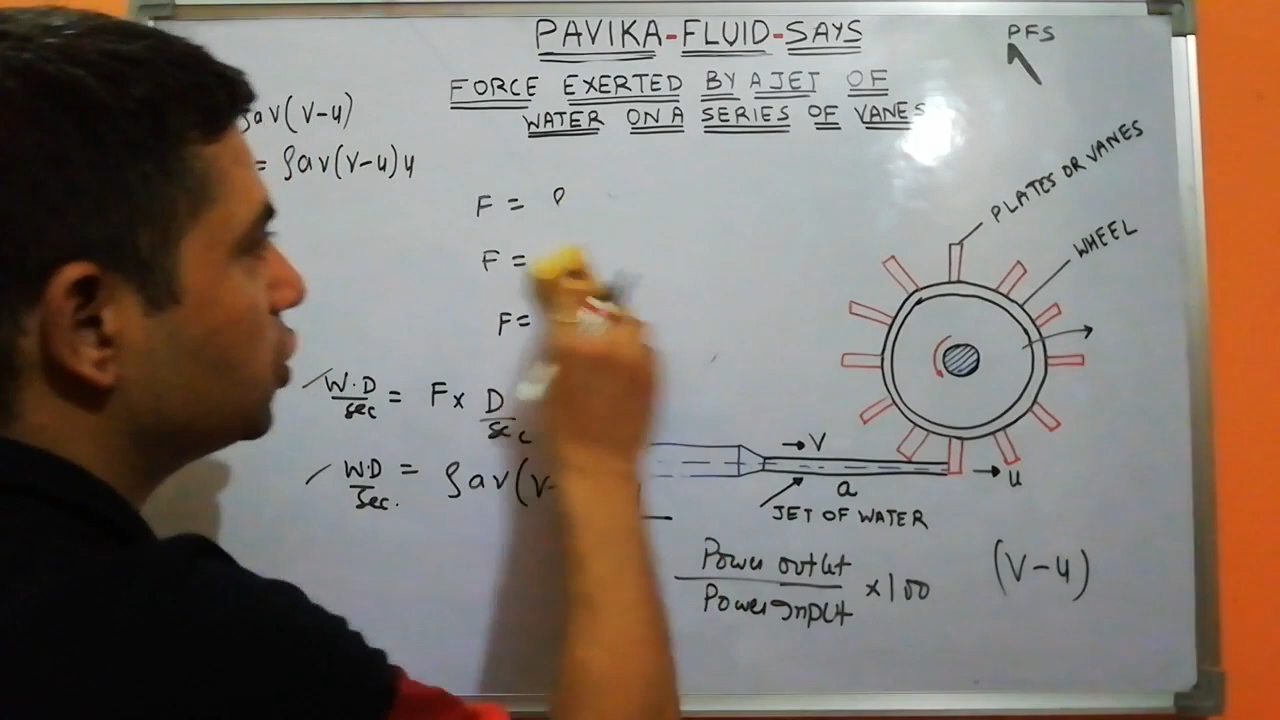 PAVIKA-FLUID-SAYS
PFS
FORCE EXERTED BY A JET OF
WATER ON A SERIES OF VANES
ρav(V-u)
= ρav(V-u)u
F =
F =
F =
W.D/sec = F x D/sec
W.D/sec. = ρav(V-
PLATES OR VANES
WHEEL
V
a
u
JET OF WATER
Power outlet/Power Input x100
(V-u)